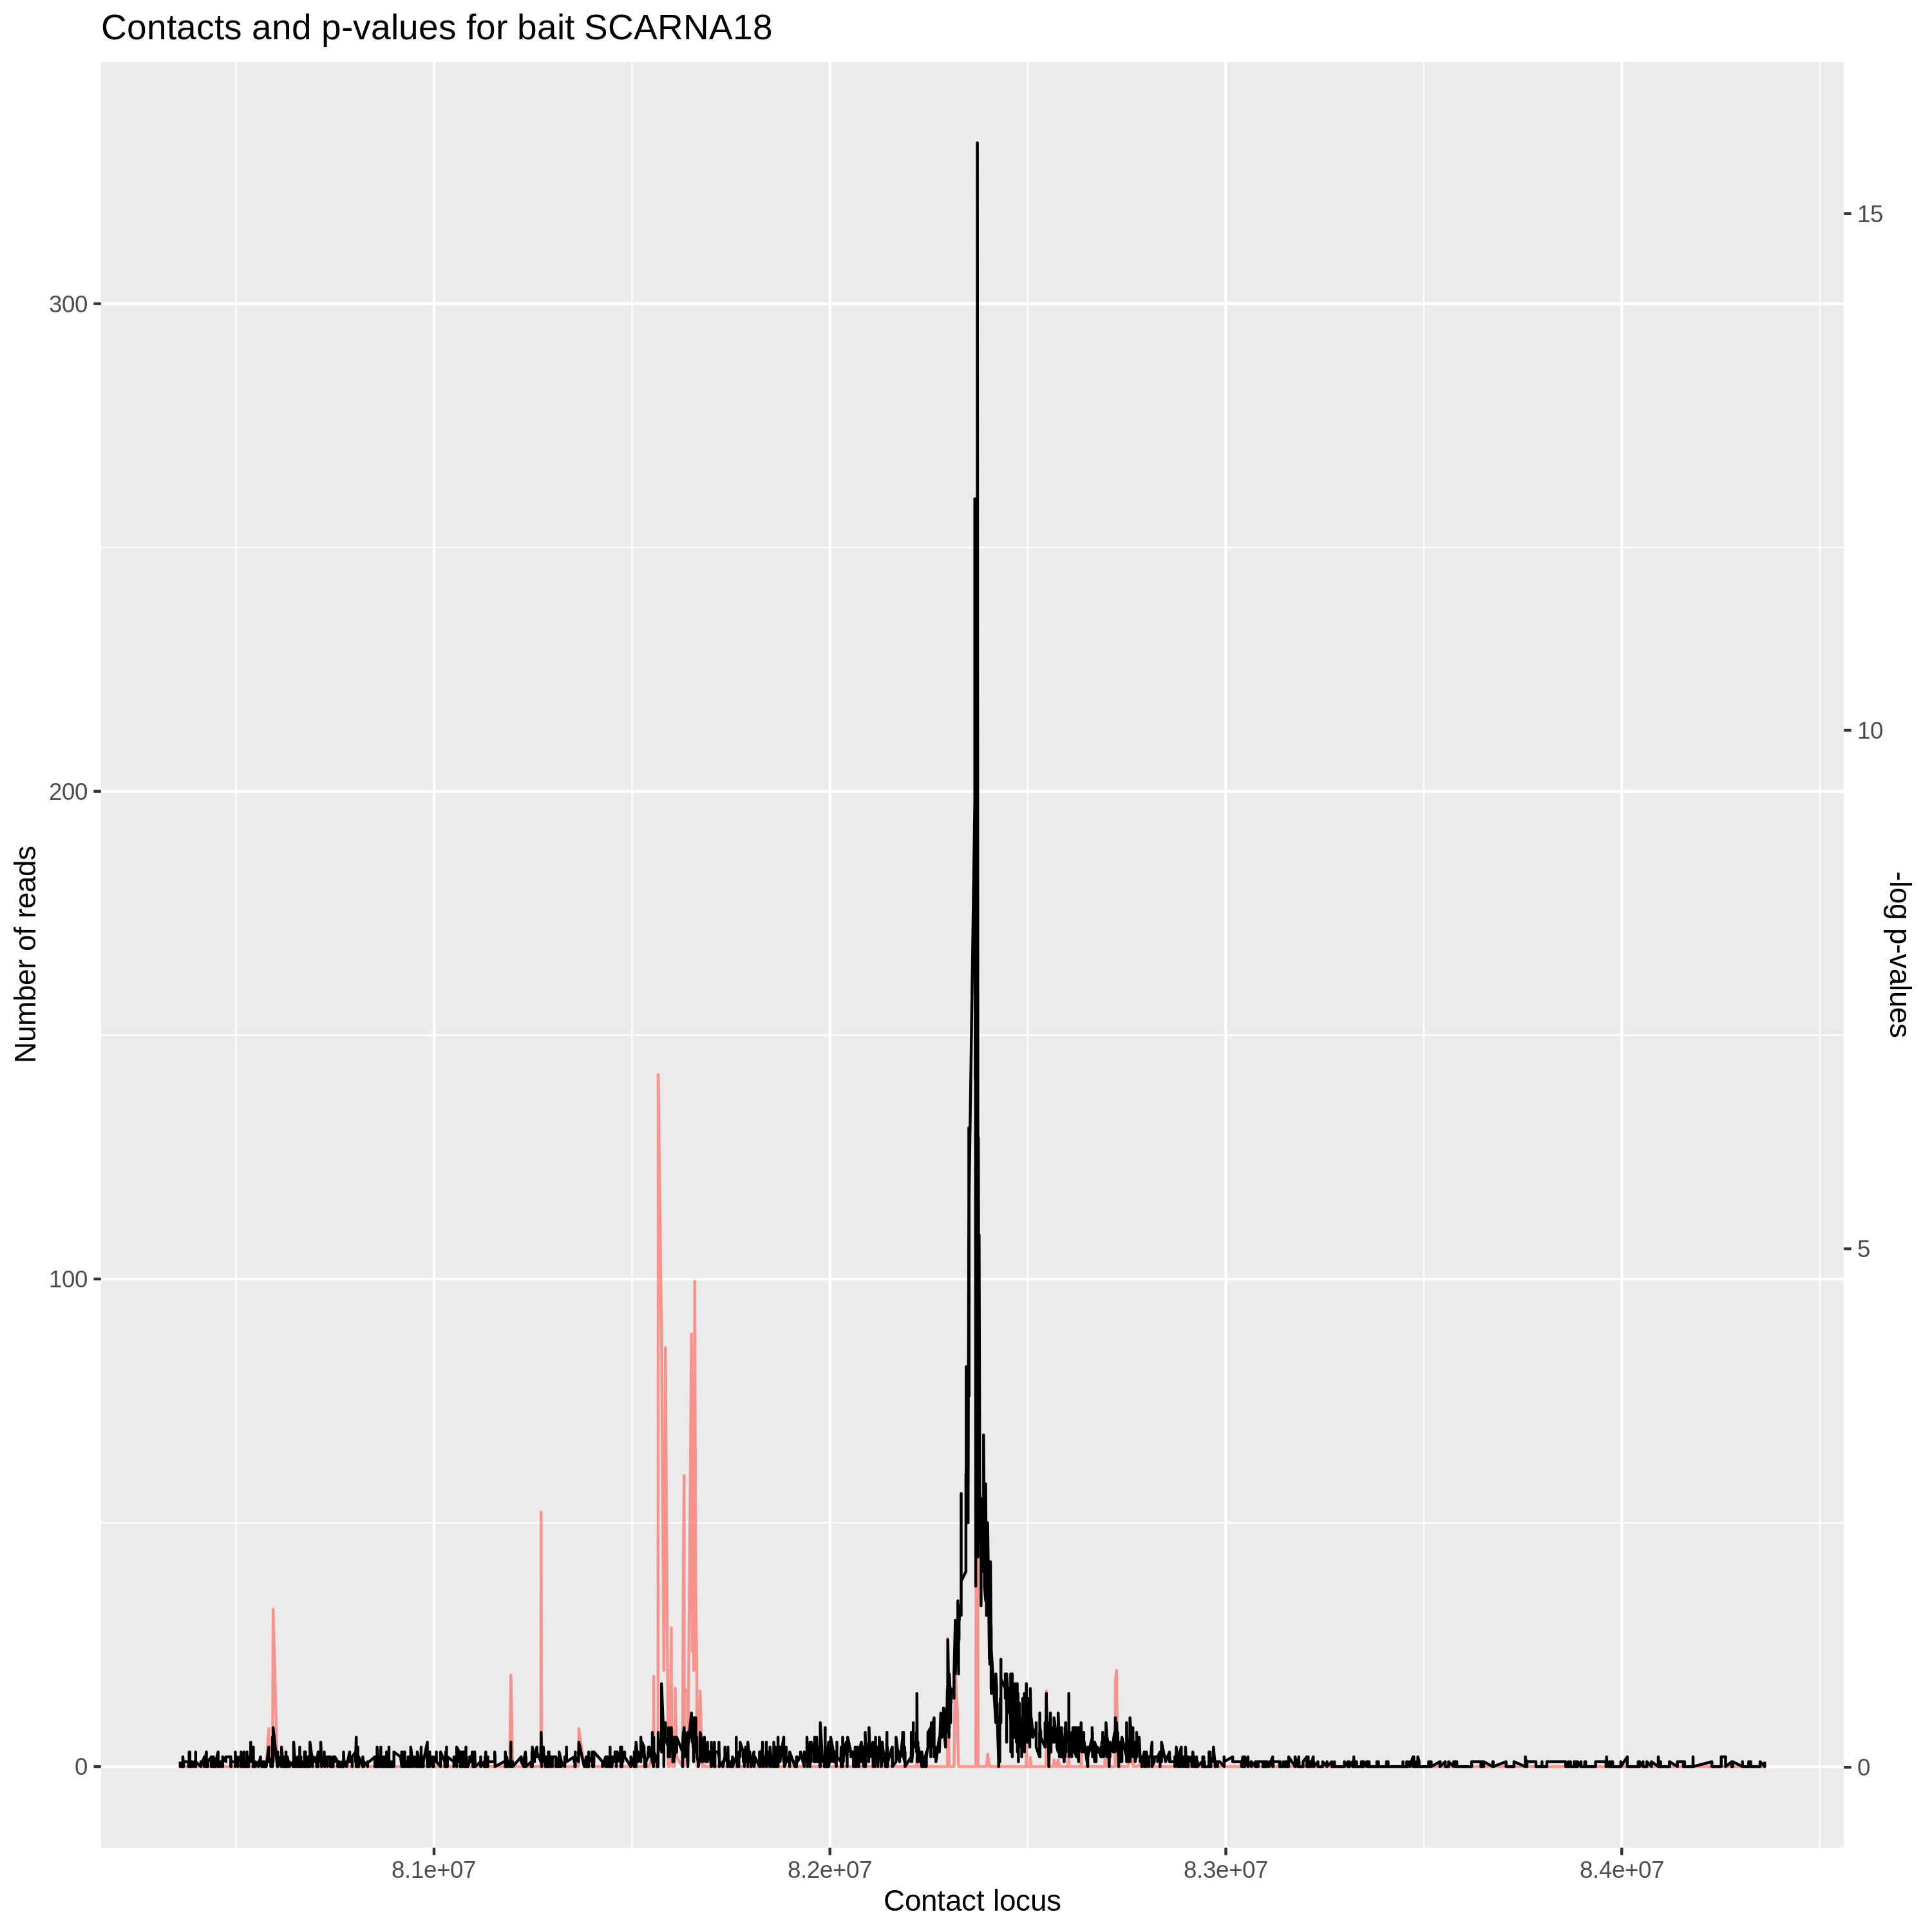 Contacts and p-values for bait SCARNA18
Number of reads
300
200
100
0
15
10
5
0
-log p-values
8.1e+07
8.2e+07
8.3e+07
8.4e+07
Contact locus